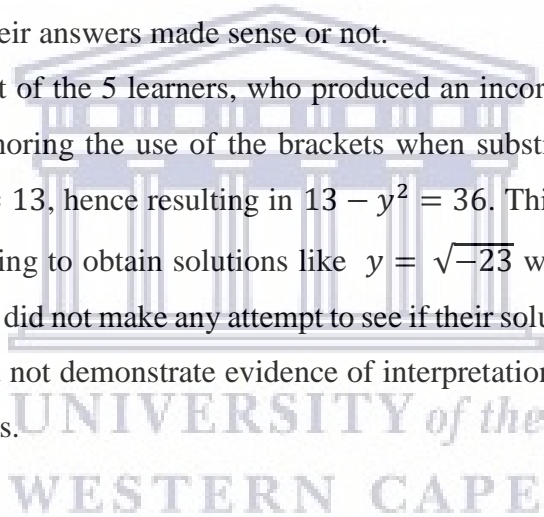 eir answers made sense or not.
t of the 5 learners, who produced an incor
noring the use of the brackets when substi
13, hence resulting in 13 − y² = 36. Thi
ing to obtain solutions like y = √−23 w
did not make any attempt to see if their solu
not demonstrate evidence of interpretation
s.
UNIVERSITY of the
WESTERN CAPE